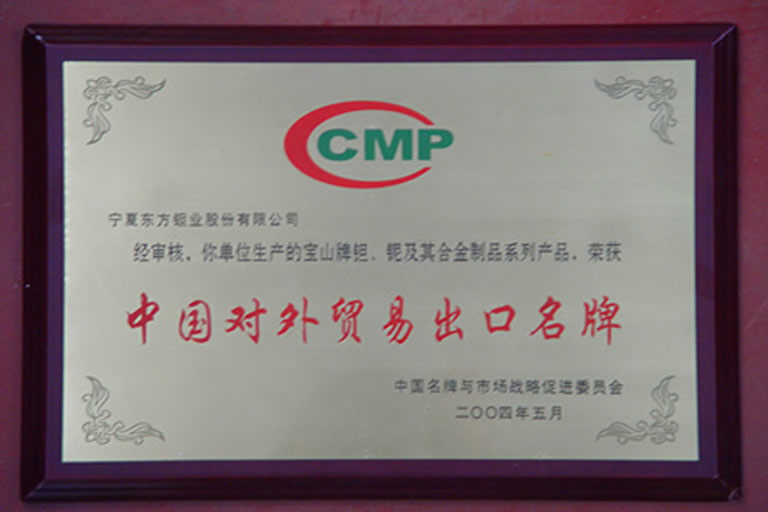 CMP
宁夏东方钽业股份有限公司
经审核，你单位生产的宝山牌钽、铌及其合金制品系列产品，荣获
中国对外贸易出口名牌
中国名牌与市场战略促进委员会
二〇〇四年五月